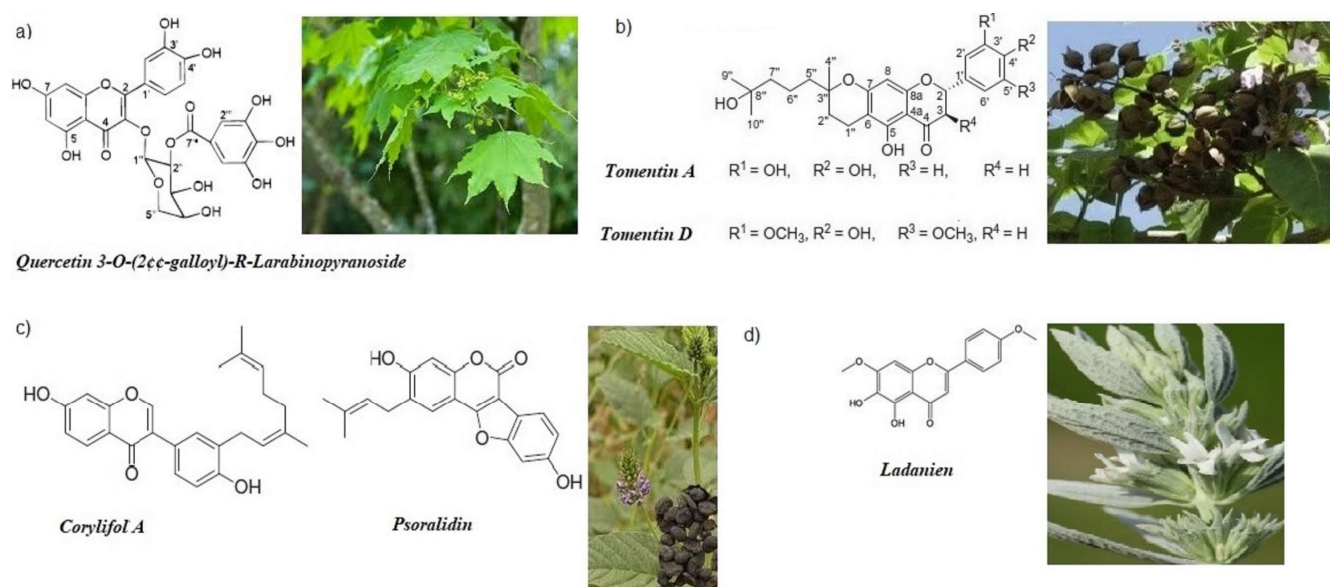 a)
OH
3'
OH
4'
HO
7
O
2
1'
5
4
OH
O
O
1''
O
7'''
O
2'''
OH
OH
OH
2''
O
OH
5''
OH
Quercetin 3-O-(2¢¢-galloyl)-R-Larabinopyranoside
b)
R¹
3'
R²
2'
4'
9''
7''
5''
4''
O
8
O
1'
5'
R³
HO
8''
6''
3''
7
8a
2
6'
10''
2''
6
4a
3
1''
5
4
R⁴
OH
O
Tomentin A R¹ = OH, R² = OH, R³ = H, R⁴ = H
Tomentin D R¹ = OCH₃, R² = OH, R³ = OCH₃, R⁴ = H
c)
HO
O
O
OH
Corylifol A
HO
O
O
O
OH
Psoralidin
d)
O
O
O
HO
OH
O
Ladanien